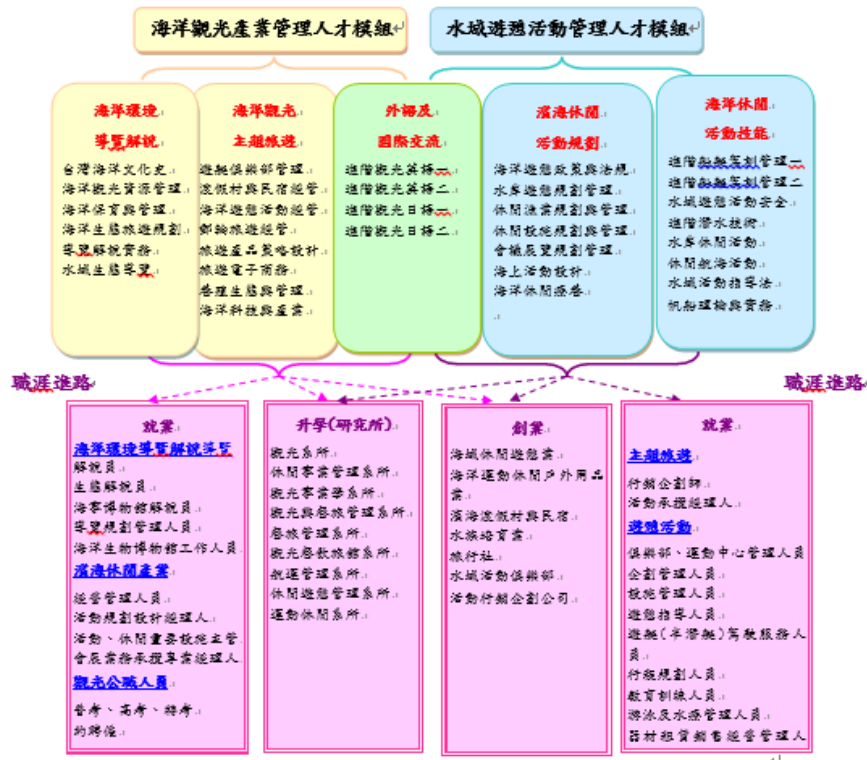 海洋觀光產業管理人才模組
水域遊憩活動管理人才模組
海洋環境
導覽解說
台灣海洋文化史
海洋觀光資源管理
海洋保育與管理
海洋生態旅遊規劃
導覽解說實務
水域生態導覽
海洋觀光
主題旅遊
遊艇俱樂部管理
渡假村與民宿經營
海洋遊憩活動經營
郵輪旅遊經營
旅遊產品策略設計
旅遊電子商務
營理生態與管理
海洋科技與產業
外語及
國際交流
進階觀光英語一
進階觀光英語二
進階觀光日語一
進階觀光日語二
濱海休閒
活動規劃
海洋遊憩政策與法規
水岸遊憩規劃管理
休閒漁業規劃與管理
休閒設施規劃與管理
會議展覽規劃管理
海上活動設計
海洋休閒療養
海洋休閒
活動技能
進階船艇駕訓管理一
進階船艇駕訓管理二
水域遊憩活動安全
進階潛水技術
水岸休閒活動
休閒航海活動
水域活動指導法
帆船理論與實務
職涯進路
職涯進路
就業
海洋環境導覽解說導覽
解說員
生態解說員
海事博物館解說員
導覽規劃管理人員
海洋生物博物館工作人員
濱海休閒產業
經營管理人員
活動規劃設計經理人
活動、休閒重要設施主管
會展業務承攬專業經理人
觀光公職人員
普考、高考、特考
約聘僱
升學(研究所)
觀光系所
休閒事業管理系所
觀光事業學系所
觀光與餐旅管理系所
餐旅管理系所
觀光餐飲旅館系所
航運管理系所
休閒遊憩管理系所
運動休閒系所
創業
海域休閒遊憩業
海洋運動休閒戶外用品
業
濱海渡假村與民宿
水族培育業
旅行社
水域活動俱樂部
活動行銷企劃公司
就業
主題旅遊
行銷企劃師
活動承攬經理人
遊憩活動
俱樂部、運動中心管理人員
企劃管理人員
設施管理人員
遊憩指導人員
遊艇(半潛艇)駕駛服務人
員
行程規劃人員
教育訓練人員
游泳及水療管理人員
器材租賃銷售經營管理人